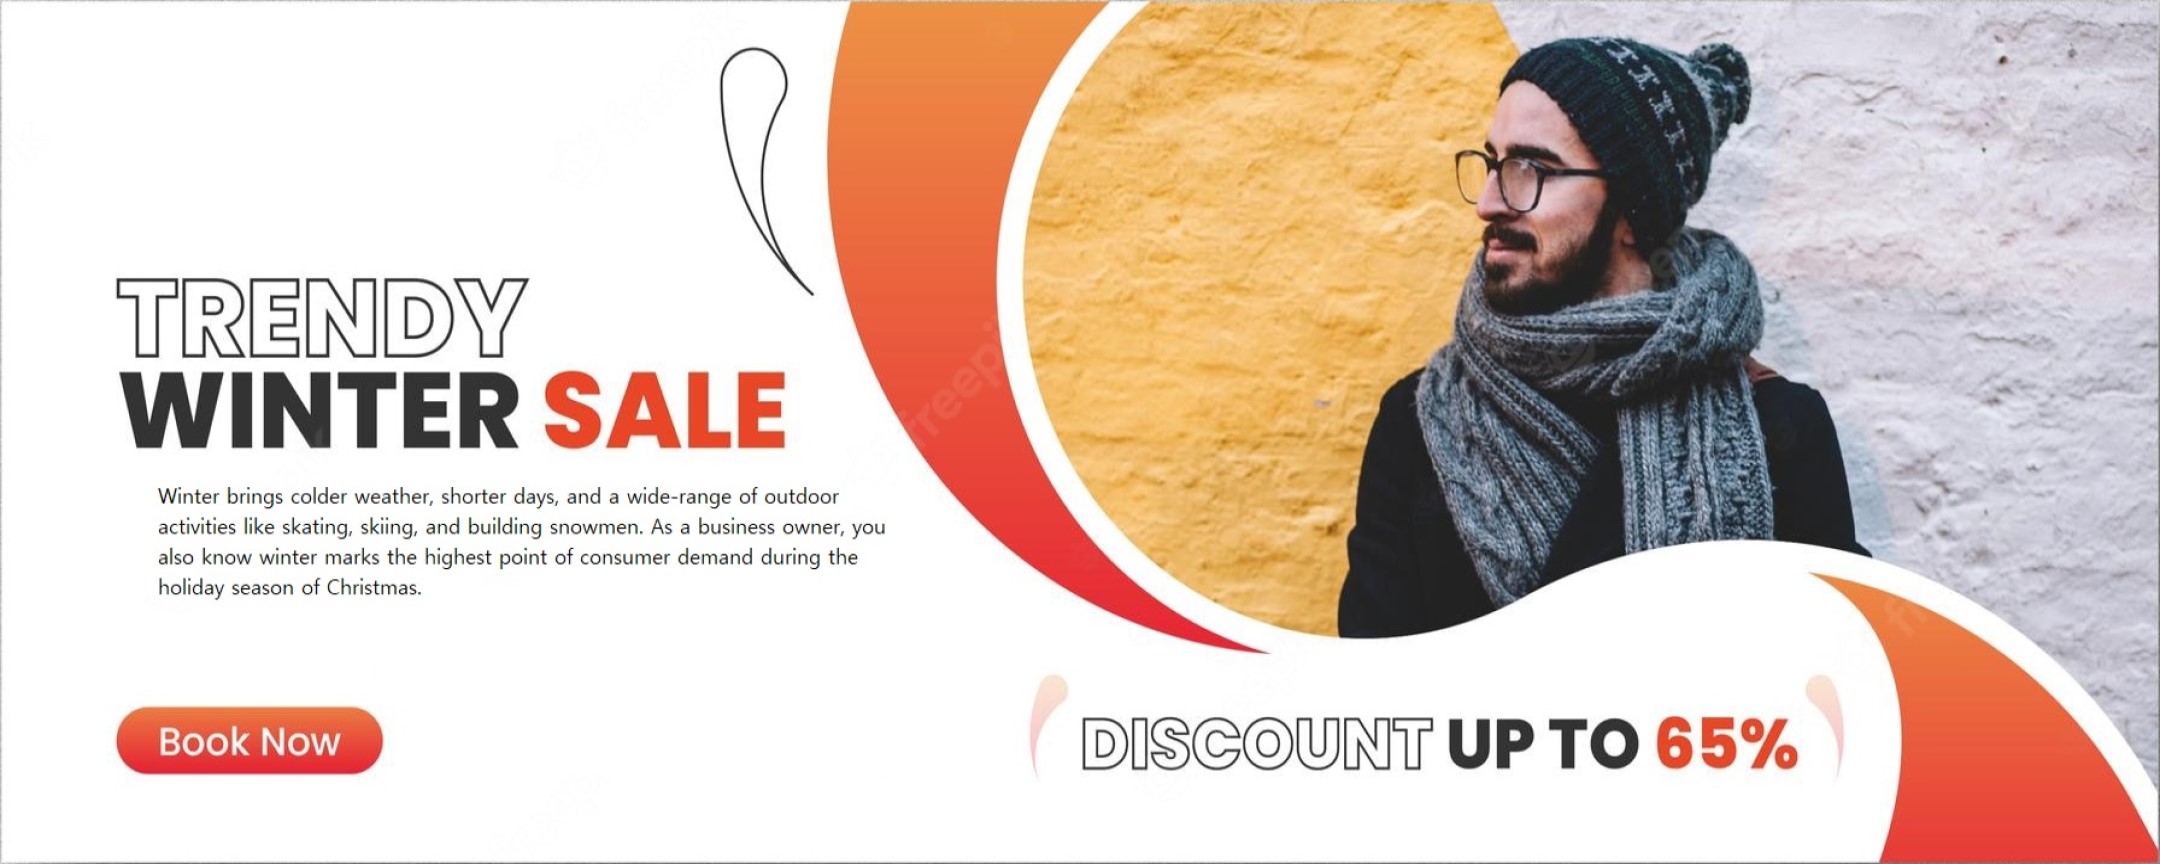 TRENDY
WINTER SALE
Winter brings colder weather, shorter days, and a wide-range of outdoor
activities like skating, skiing, and building snowmen. As a business owner, you
also know winter marks the highest point of consumer demand during the
holiday season of Christmas.
Book Now
DISCOUNT UP TO 65%